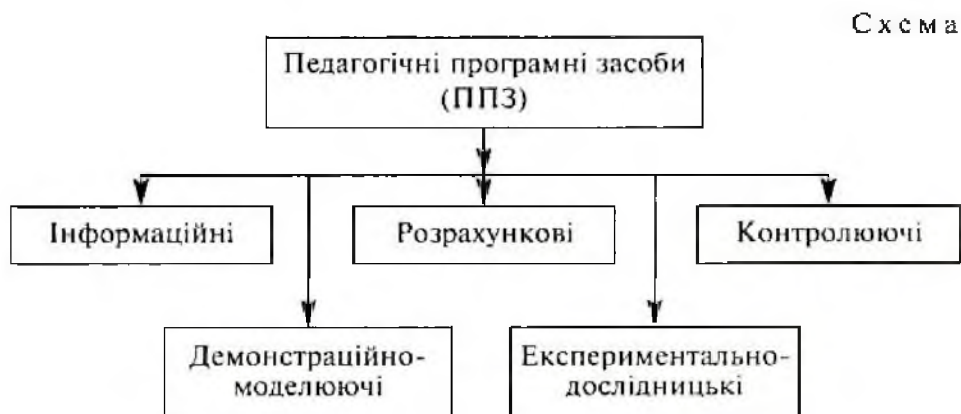 Схема
Педагогічні програмні засоби
(ППЗ)
Інформаційні
Розрахункові
Контролюючі
Демонстраційно-
моделюючі
Експериментально-
дослідницькі